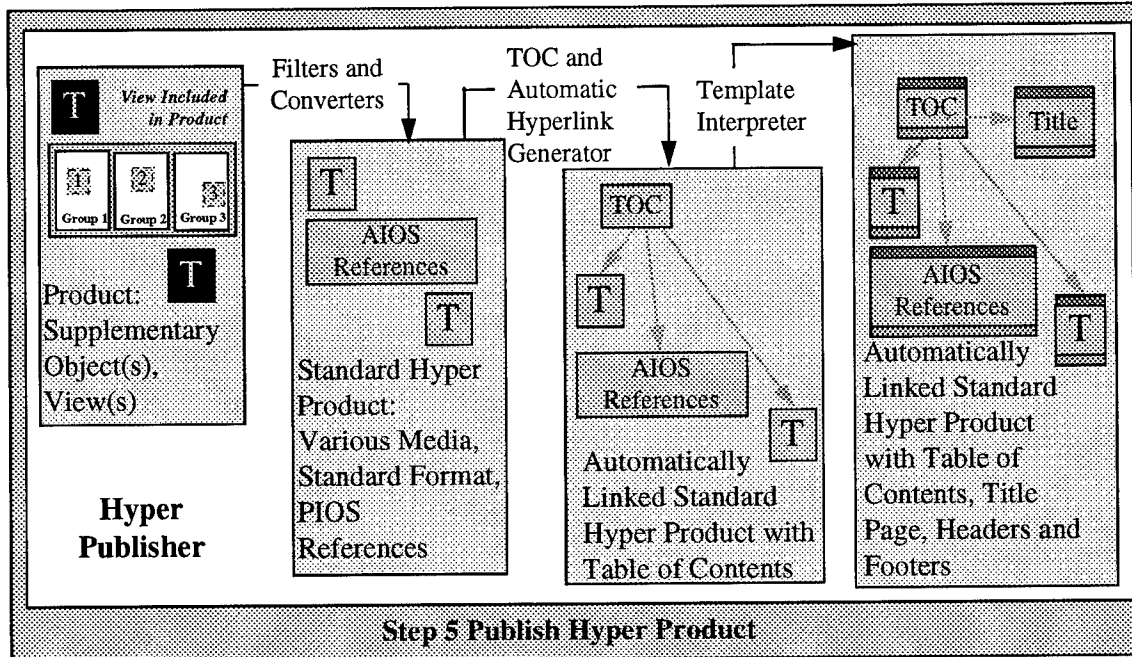 T
View Included
in Product
1
Group 1
2
Group 2
3
Group 3
T
Product:
Supplementary
Object(s),
View(s)
Hyper
Publisher
Filters and
Converters
T
AIOS
References
T
Standard Hyper
Product:
Various Media,
Standard Format,
PIOS
References
TOC and
Automatic
Hyperlink
Generator
TOC
T
AIOS
References
T
Automatically
Linked Standard
Hyper Product with
Table of Contents
Template
Interpreter
TOC
Title
T
AIOS
References
T
Automatically
Linked Standard
Hyper Product
with Table of
Contents, Title
Page, Headers and
Footers
Step 5 Publish Hyper Product